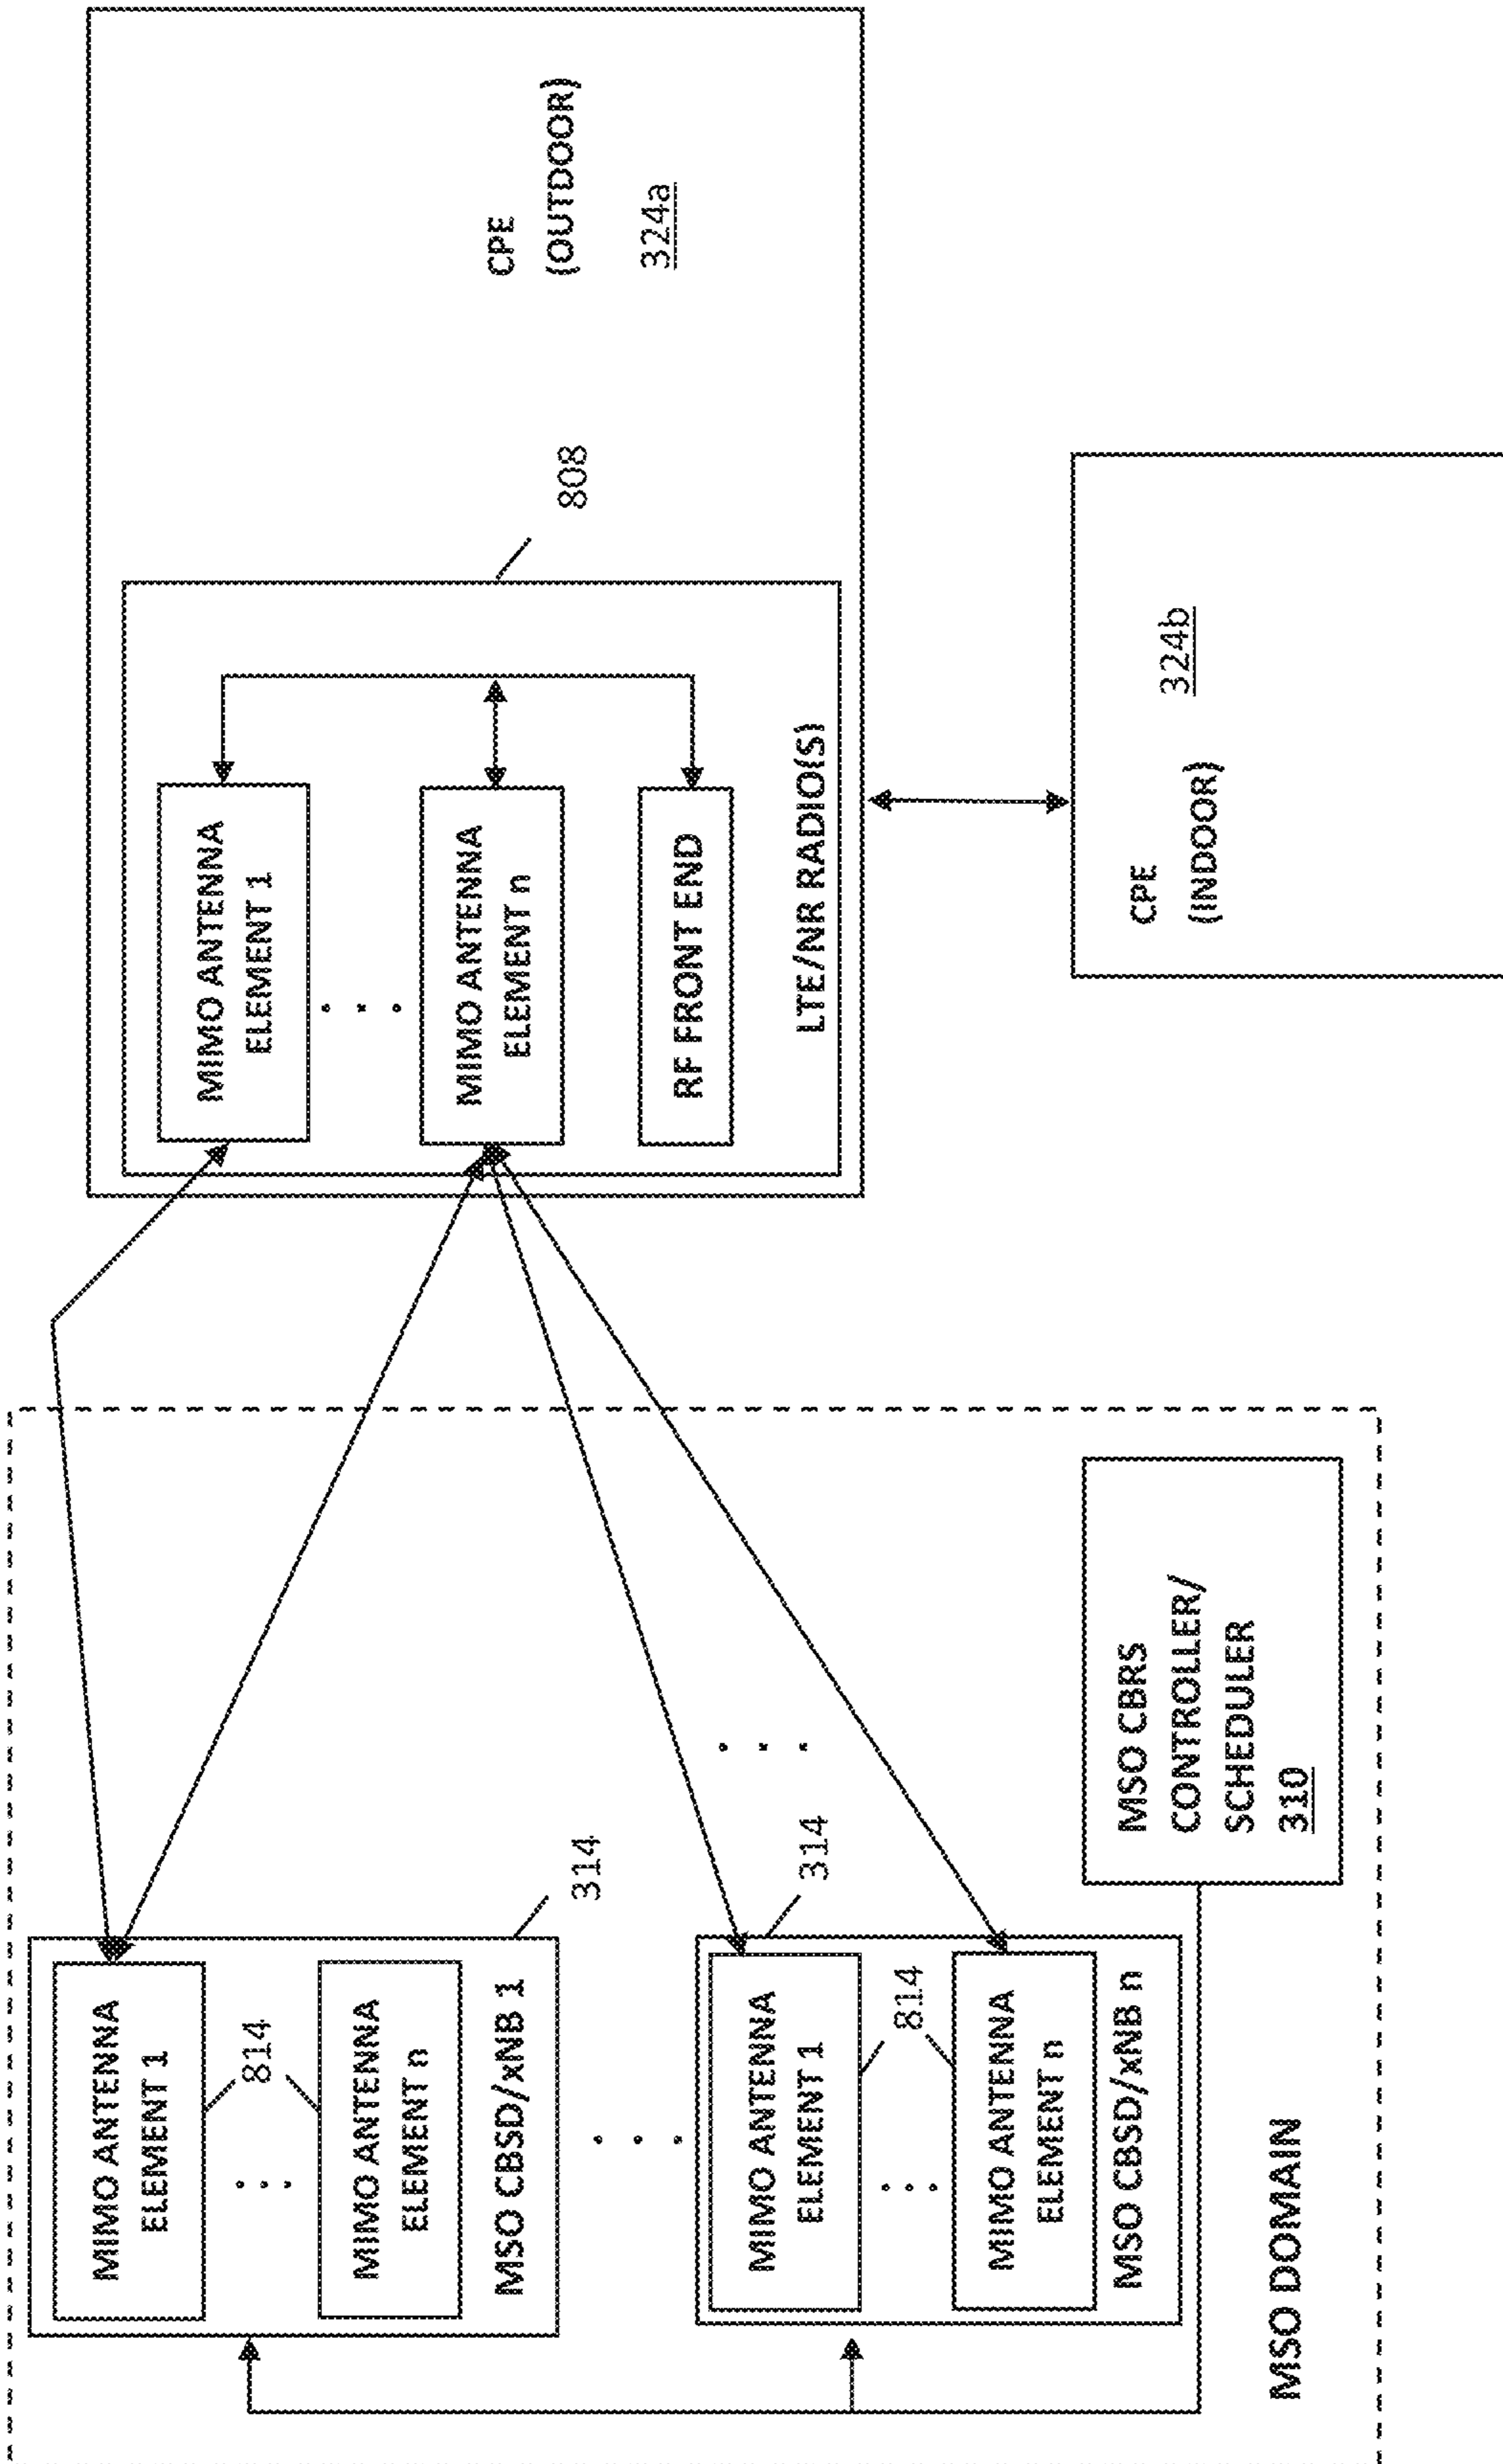 MIMO ANTENNA
ELEMENT 1
814
MIMO ANTENNA
ELEMENT n
MSO CBSD/xNB 1
314
MIMO ANTENNA
ELEMENT 1
314
814
MIMO ANTENNA
ELEMENT n
MSO CBSD/xNB n
MSO CBRS
CONTROLLER/
SCHEDULER
310
MSO DOMAIN
MIMO ANTENNA
ELEMENT 1
MIMO ANTENNA
ELEMENT n
RF FRONT END
LTE/NR RADIO(S)
808
CPE
(OUTDOOR)
324a
CPE
(INDOOR)
324b